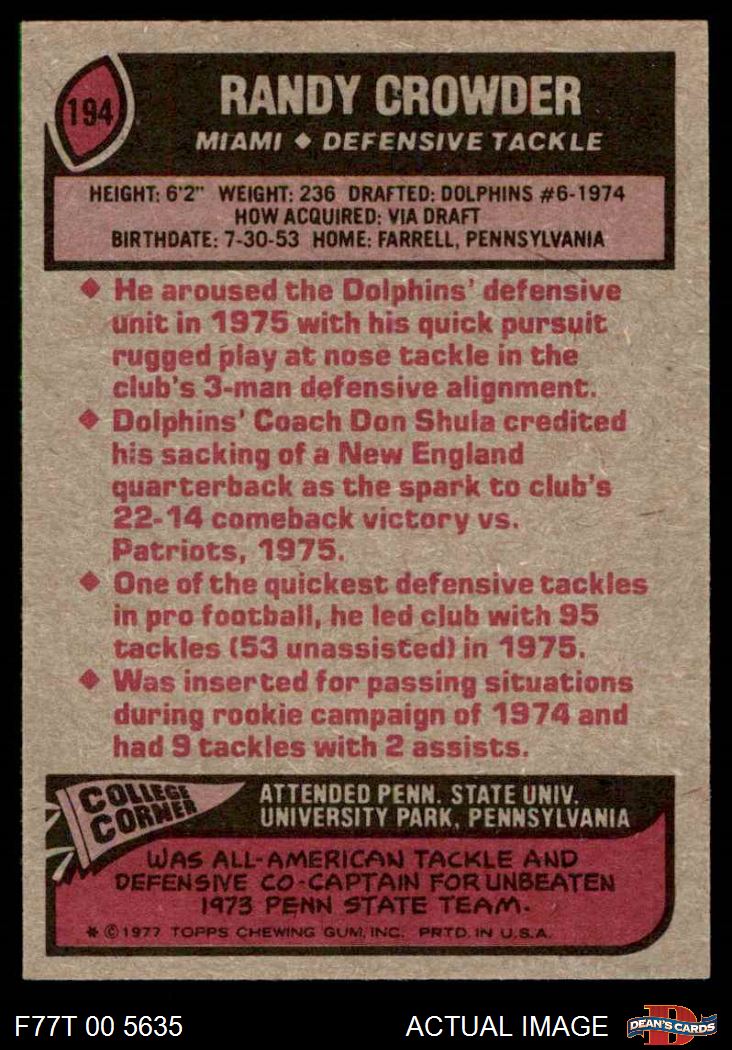 194
RANDY CROWDER
MIAMI ◆ DEFENSIVE TACKLE
HEIGHT: 6'2" WEIGHT: 236 DRAFTED: DOLPHINS #6-1974
HOW ACQUIRED: VIA DRAFT
BIRTHDATE: 7-30-53 HOME: FARRELL, PENNSYLVANIA
◆ He aroused the Dolphins' defensive
unit in 1975 with his quick pursuit
rugged play at nose tackle in the
club's 3-man defensive alignment.
◆ Dolphins' Coach Don Shula credited
his sacking of a New England
quarterback as the spark to club's
22-14 comeback victory vs.
Patriots, 1975.
◆ One of the quickest defensive tackles
in pro football, he led club with 95
tackles (53 unassisted) in 1975.
◆ Was inserted for passing situations
during rookie campaign of 1974 and
had 9 tackles with 2 assists.
COLLEGE
CORNER
ATTENDED PENN. STATE UNIV.
UNIVERSITY PARK, PENNSYLVANIA
WAS ALL-AMERICAN TACKLE AND
DEFENSIVE CO-CAPTAIN FOR UNBEATEN
1973 PENN STATE TEAM.
* © 1977 TOPPS CHEWING GUM, INC. PRTD. IN U.S.A.
F77T 00 5635
ACTUAL IMAGE
D
DEAN'S CARDS